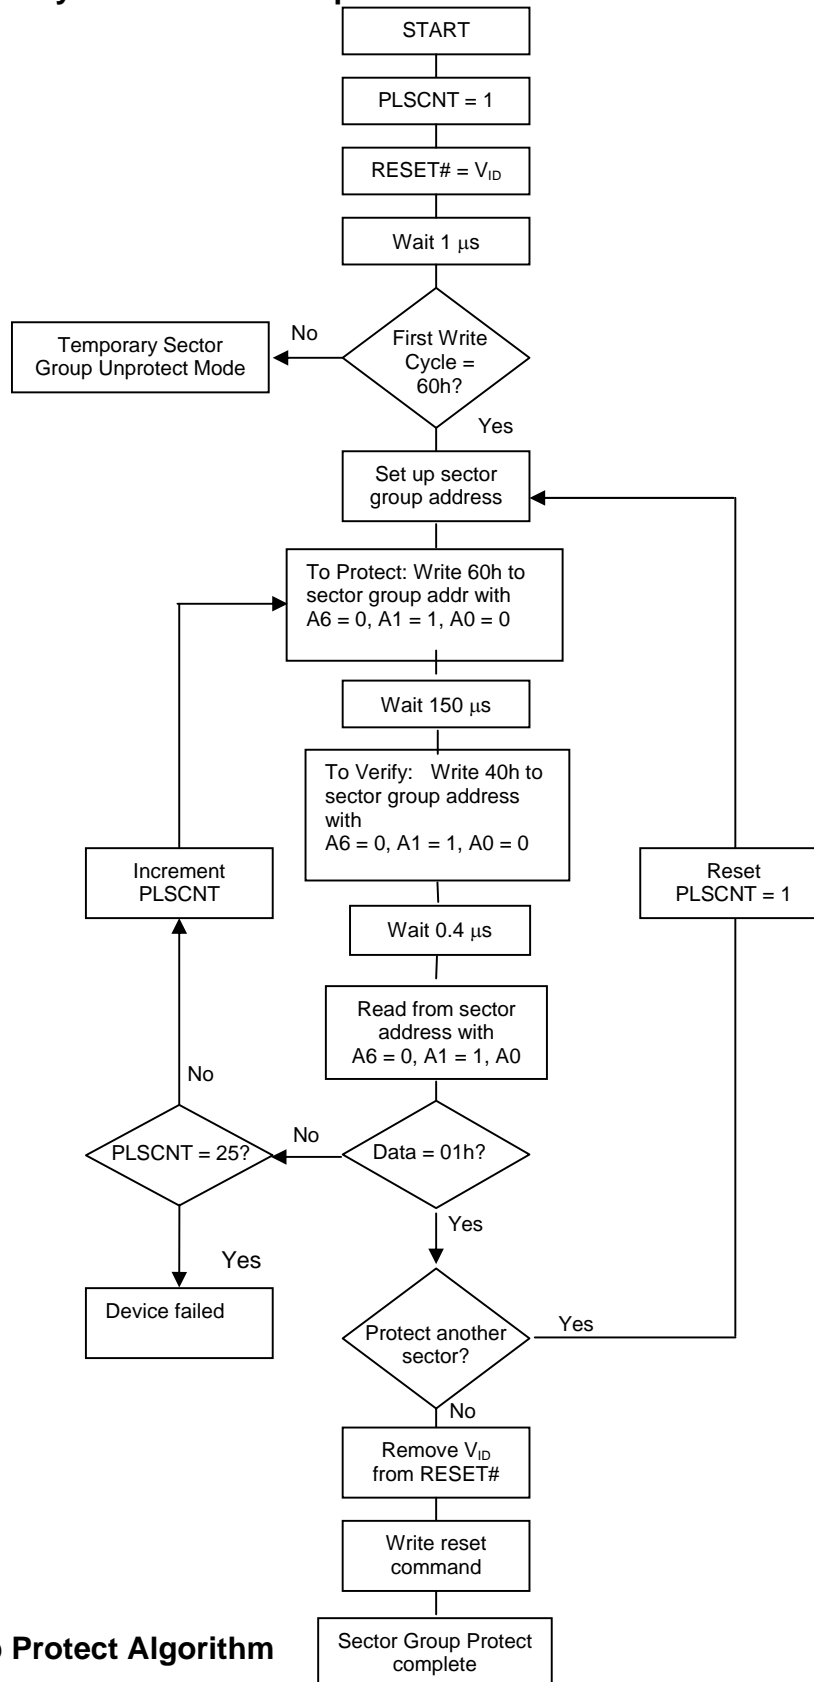 START
PLSCNT = 1
RESET# = VID
Wait 1 μs
First Write
Cycle =
60h?
No
Temporary Sector
Group Unprotect Mode
Yes
Set up sector
group address
To Protect: Write 60h to
sector group addr with
A6 = 0, A1 = 1, A0 = 0
Wait 150 μs
To Verify: Write 40h to
sector group address
with
A6 = 0, A1 = 1, A0 = 0
Increment
PLSCNT
Reset
PLSCNT = 1
Wait 0.4 μs
Read from sector
address with
A6 = 0, A1 = 1, A0
No
PLSCNT = 25?
No
Data = 01h?
Yes
Yes
Device failed
Protect another
sector?
Yes
No
Remove VID
from RESET#
Write reset
command
Sector Group Protect
complete
Protect Algorithm